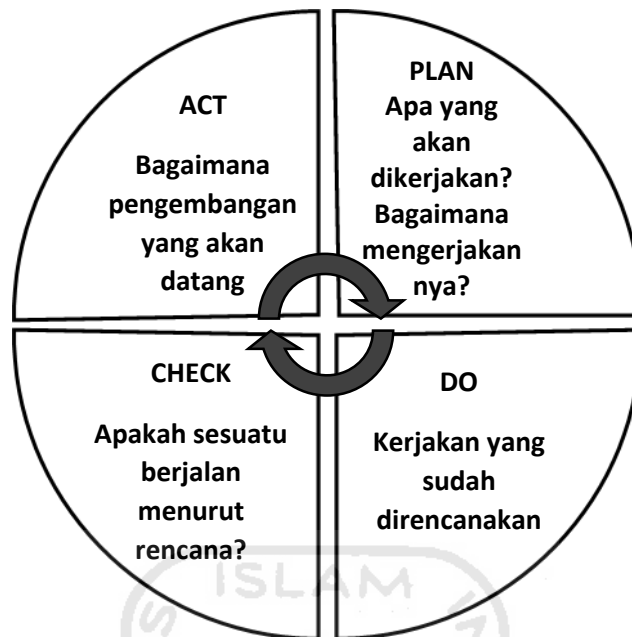 ACT
Bagaimana
pengembangan
yang akan
datang
PLAN
Apa yang
akan
dikerjakan?
Bagaimana
mengerjakan
nya?
CHECK
Apakah sesuatu
berjalan
menurut
rencana?
DO
Kerjakan yang
sudah
direncanakan
ISLAM